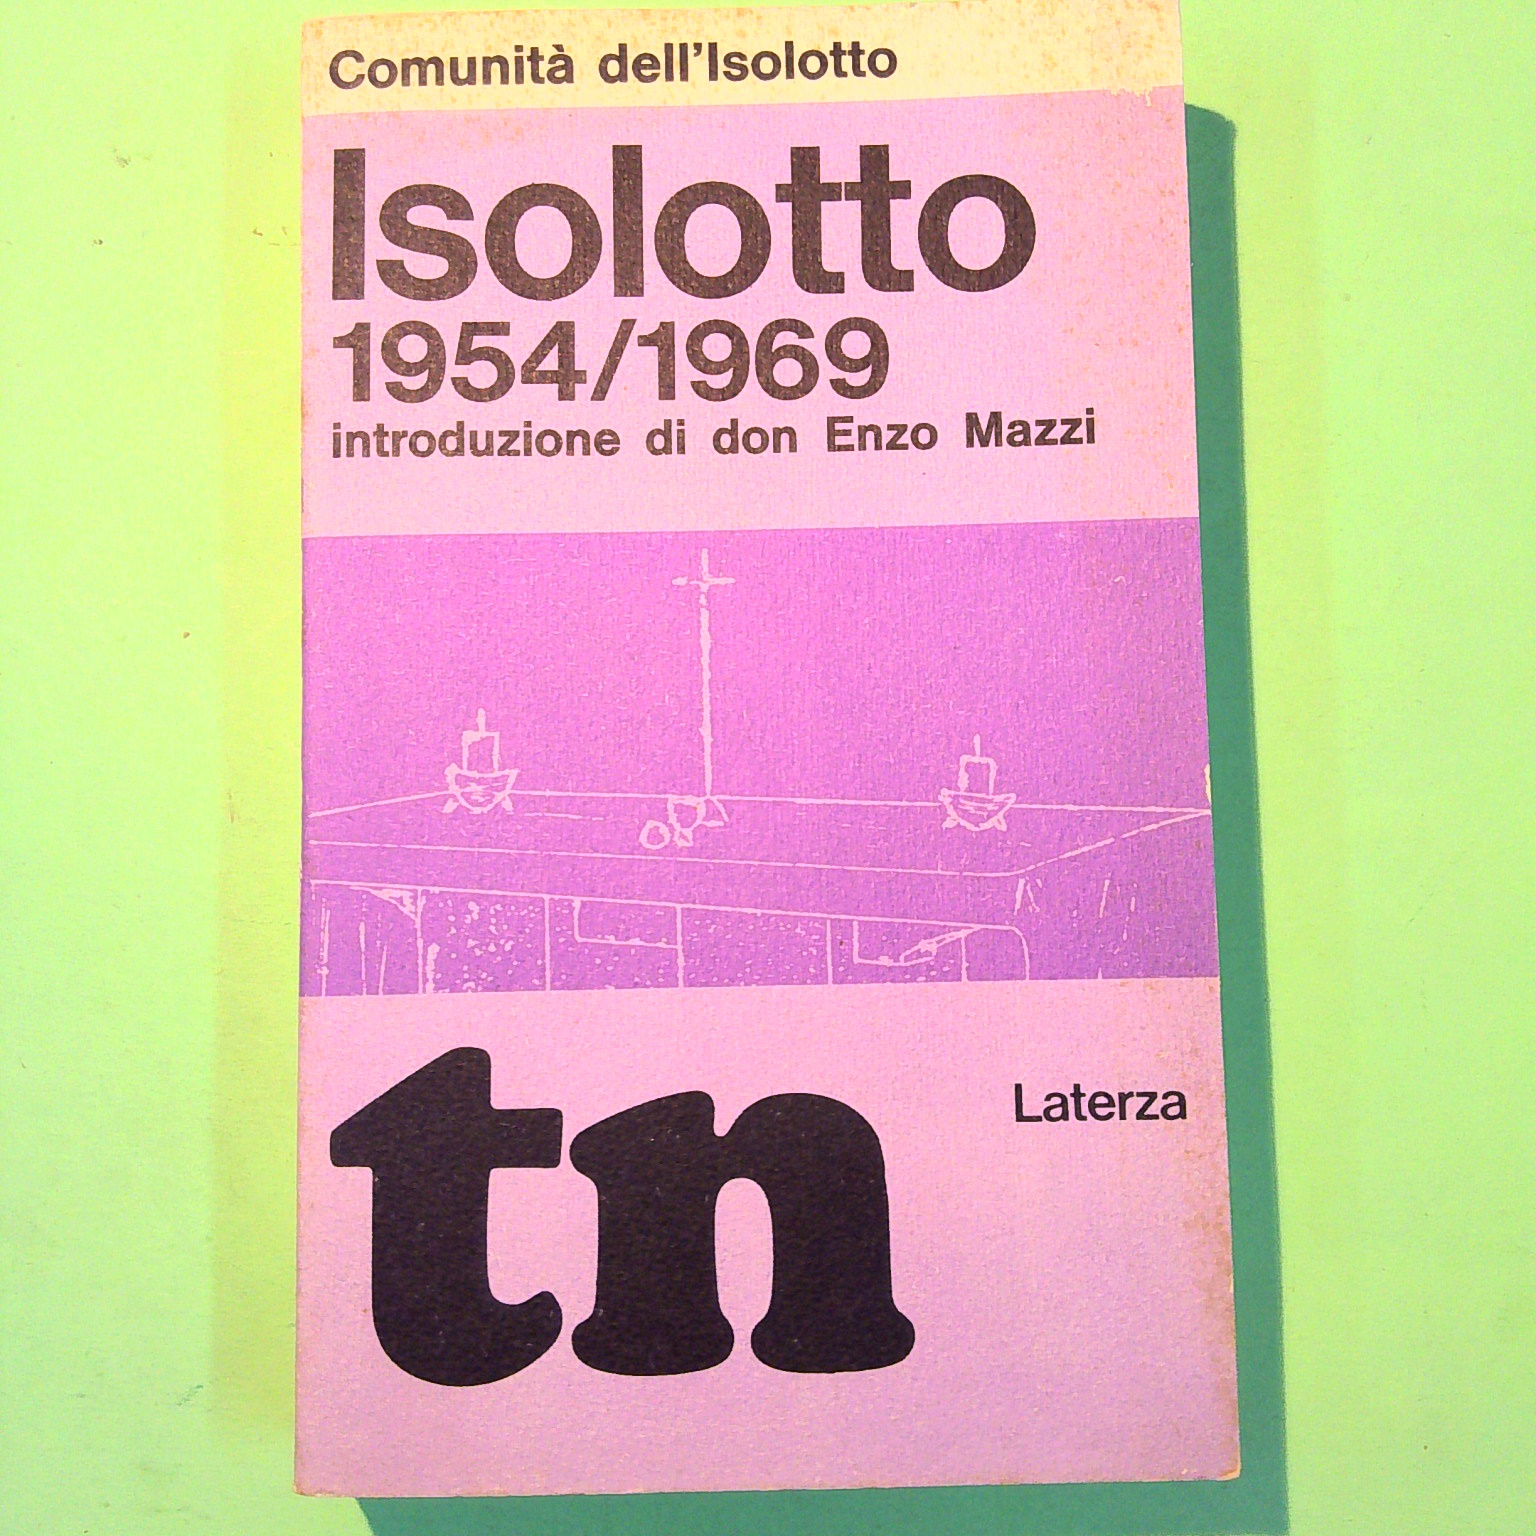 Comunità dell'Isolotto
Isolotto
1954/1969
introduzione di don Enzo Mazzi
tn
Laterza